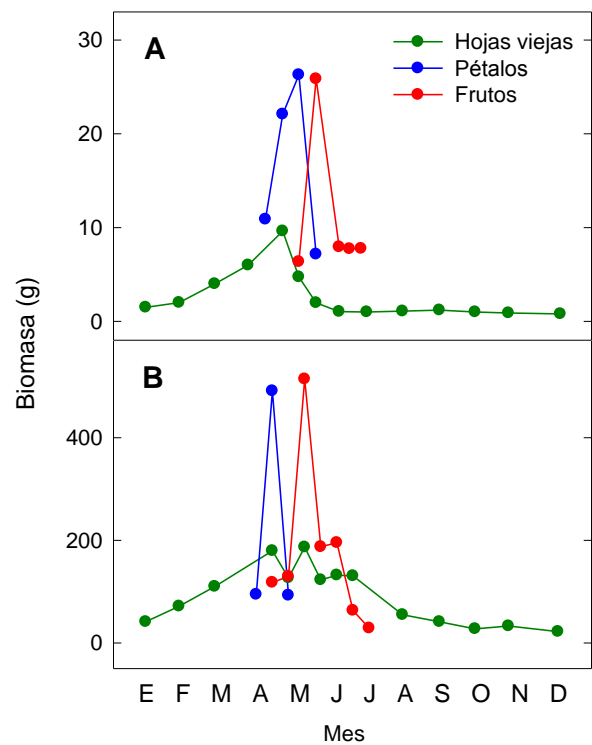 A
Hojas viejas
Pétalos
Frutos
30
20
10
0
Biomasa (g)
B
400
200
0
E F M A M J J A S O N D
Mes